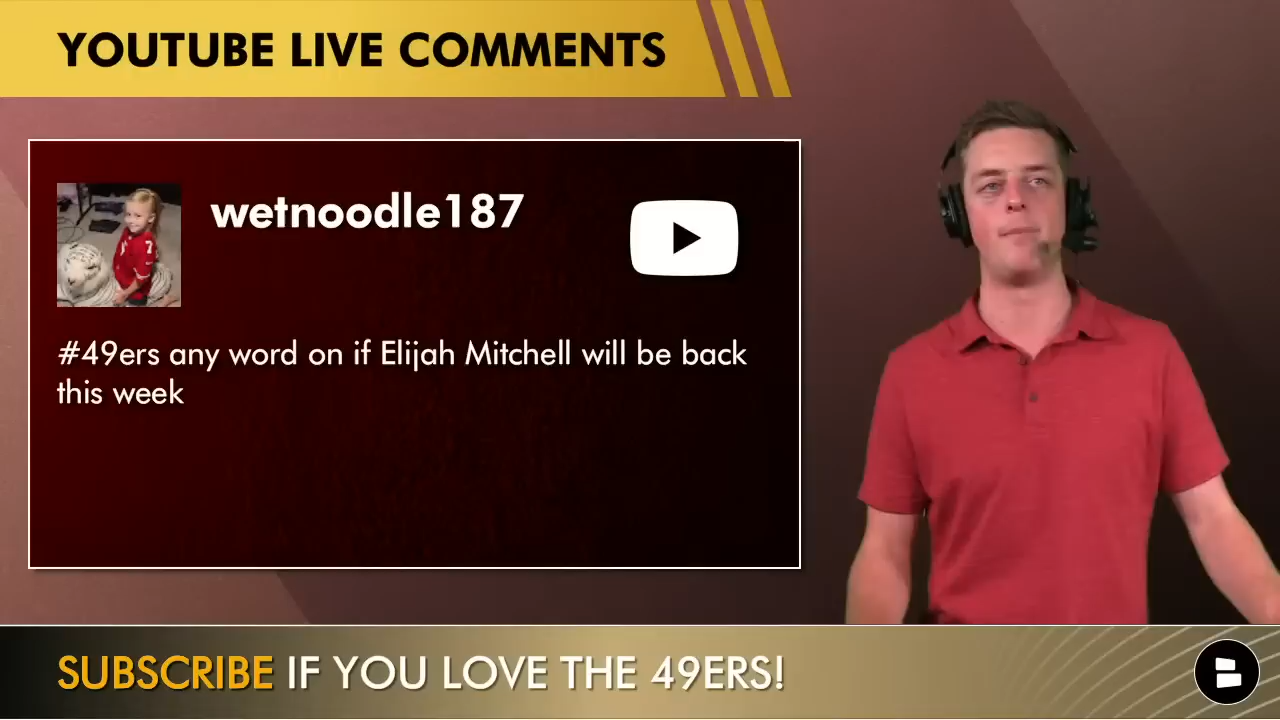 YOUTUBE LIVE COMMENTS
wetnoodle187
7
#49ers any word on if Elijah Mitchell will be back
this week
SUBSCRIBE IF YOU LOVE THE 49ERS!